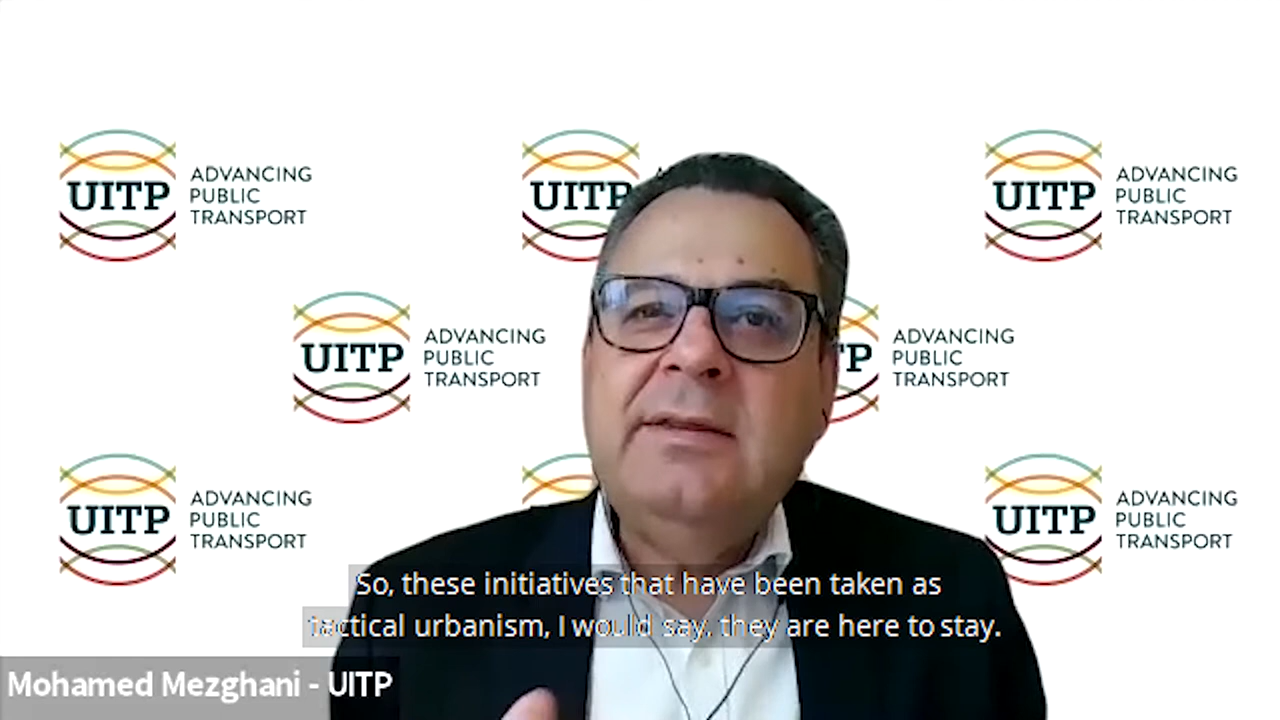 UITP
ADVANCING
PUBLIC
TRANSPORT
UITP
UITP
ADVANCING
PUBLIC
TRANSPORT
UITP
ADVANCING
PUBLIC
TRANSPORT
TP
ADVANCING
PUBLIC
TRANSPORT
UITP
ADVANCING
PUBLIC
TRANSPORT
UITP
ADVANCING
PUBLIC
TRANSPORT
So, these initiatives that have been taken as
tactical urbanism, I would say, they are here to stay.
Mohamed Mezghani - UITP